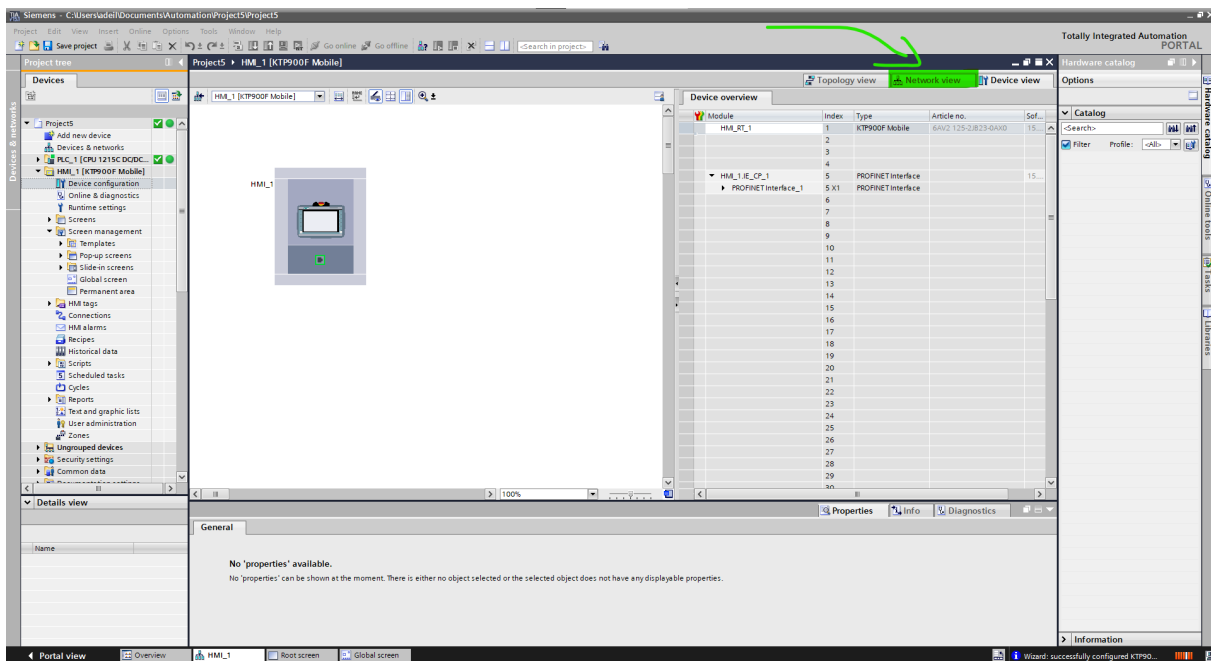 Siemens - C:\Users\adeil\Documents\Automation\Project5\Project5
Project Edit View Insert Online Options Tools Window Help
Totally Integrated Automation
PORTAL
Save project
Go online
Go offline
<Search in project>
Project tree
Project5 HMI_1 [KTP900F Mobile]
Hardware catalog
Devices
Topology view
Network view
Device view
Options
HMI_1 [KTP900F Mobile]
Device overview
Project5
Add new device
Devices & networks
PLC_1 [CPU 1215C DC/DC...
HMI_1 [KTP900F Mobile]
Device configuration
Online & diagnostics
Runtime settings
Screens
Screen management
Templates
Pop-up screens
Slide-in screens
Global screen
Permanent area
HMI tags
Connections
HMI alarms
Recipes
Historical data
Scripts
Scheduled tasks
Cycles
Reports
Text and graphic lists
User administration
Zones
Ungrouped devices
Security settings
Common data
Documentation settings
Details view
Name
HMI_1
100%
Module Index Type Article no. Sof...
HMI_RT_1 1 KTP900F Mobile 6AV2 125-2JB23-0AX0 15....
2
3
4
HMI_1.IE_CP_1 5 PROFINET Interface 15....
PROFINET Interface_1 5 X1 PROFINET Interface
6
7
8
9
10
11
12
13
14
15
16
17
18
19
20
21
22
23
24
25
26
27
28
29
30
Catalog
<Search>
Filter Profile: <All>
Information
Devices & networks
Hardware catalog
Online tools
Tasks
Libraries
Properties
Info
Diagnostics
General
No 'properties' available.
No 'properties' can be shown at the moment. There is either no object selected or the selected object does not have any displayable properties.
Portal view
Overview
HMI_1
Root screen
Global screen
Wizard: successfully configured KTP90...